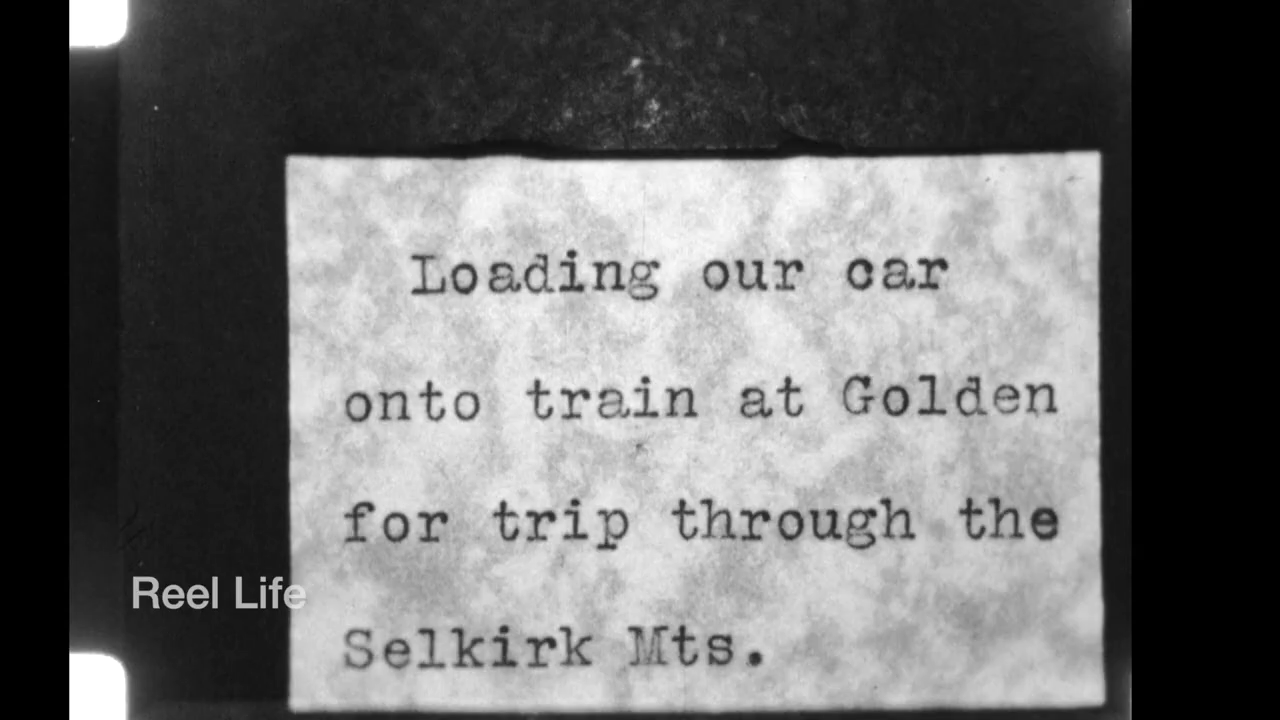 Loading our car
onto train at Golden
for trip through the
Selkirk Mts.
Reel Life